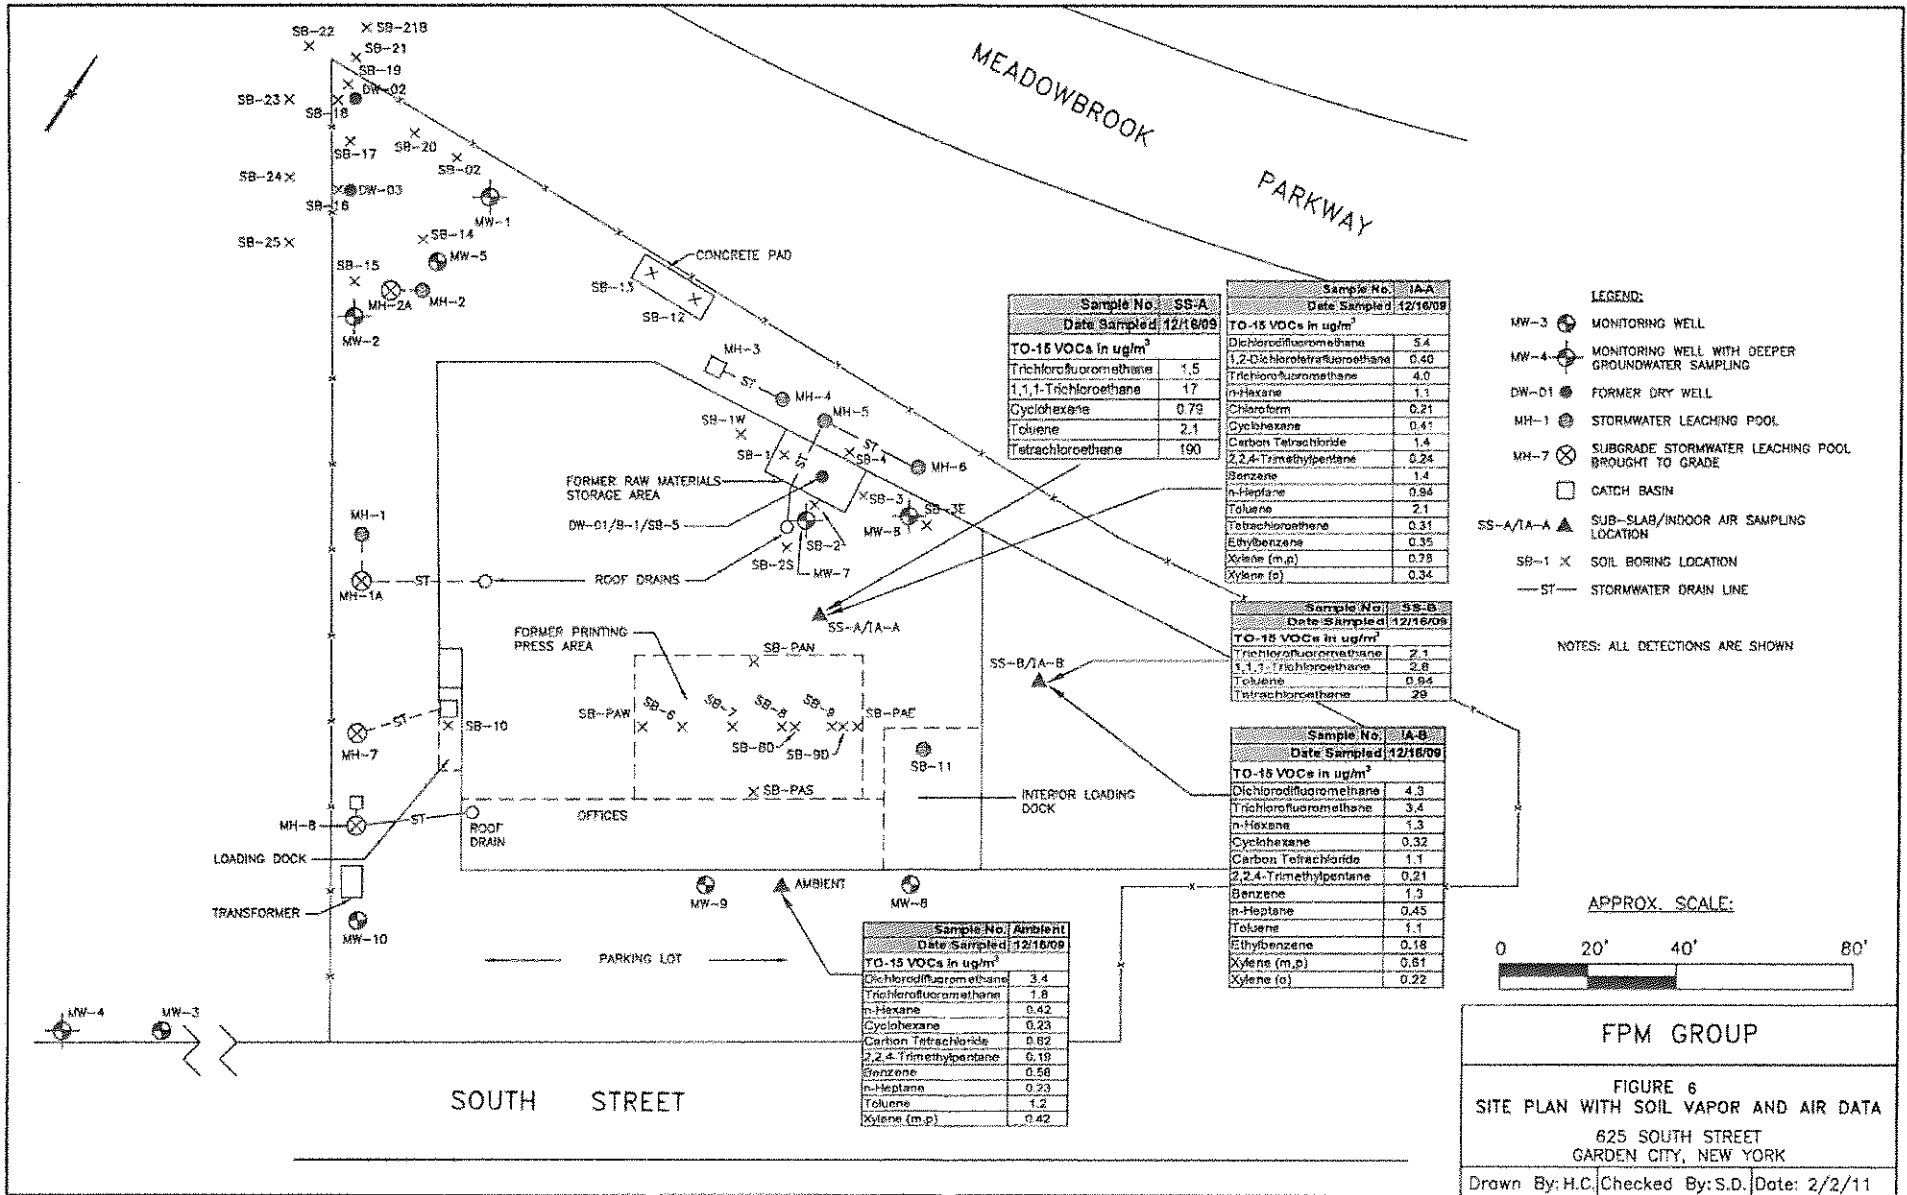 SB-22
SB-21B
SB-21
SB-19
DW-02
SB-23
SB-18
SB-17
SB-20
SB-02
SB-24
DW-03
SB-16
MW-1
SB-25
SB-14
MW-5
SB-15
MH-2A
MH-2
MW-2
MEADOWBROOK
PARKWAY
CONCRETE PAD
SB-13
SB-12
MH-3
ST
MH-4
MH-5
SB-1W
SB-1
ST
ST
SB-4
MH-6
FORMER RAW MATERIALS
STORAGE AREA
SB-3
SB-3E
DW-01/B-1/SB-5
SB-2
MW-6
SB-2S
MW-7
MH-1
ST
MH-1A
ROOF DRAINS
SS-A/IA-A
FORMER PRINTING
PRESS AREA
SB-PAN
SS-B/IA-B
SB-PAW
SB-6
SB-7
SB-8
SB-9
SB-PAE
SB-8D
SB-9D
ST
SB-10
MH-7
SB-11
SB-PAS
INTERIOR LOADING
DOCK
OFFICES
MH-8
ST
ROOF
DRAIN
LOADING DOCK
TRANSFORMER
MW-10
MW-9
AMBIENT
MW-8
PARKING LOT
MW-4
MW-3
SOUTH STREET
Sample No. SS-A
Date Sampled 12/16/09
TO-15 VOCs in ug/m³
Trichlorofluoromethane 1.5
1,1,1-Trichloroethane 17
Cyclohexane 0.79
Toluene 2.1
Tetrachloroethene 190
Sample No. IA-A
Date Sampled 12/16/09
TO-15 VOCs in ug/m³
Dichlorodifluoromethane 5.4
1,2-Dichlorotetrafluoroethane 0.40
Trichlorofluoromethane 4.0
n-Hexane 1.1
Chloroform 0.21
Cyclohexane 0.41
Carbon Tetrachloride 1.4
2,2,4-Trimethylpentane 0.24
Benzene 1.4
n-Heptane 0.94
Toluene 2.1
Tetrachloroethene 0.31
Ethylbenzene 0.35
Xylene (m,p) 0.78
Xylene (o) 0.34
Sample No. SS-B
Date Sampled 12/16/09
TO-15 VOCs in ug/m³
Trichlorofluoromethane 2.1
1,1,1-Trichloroethane 2.8
Toluene 0.94
Tetrachloroethene 29
Sample No. IA-B
Date Sampled 12/16/09
TO-15 VOCs in ug/m³
Dichlorodifluoromethane 4.3
Trichlorofluoromethane 3.4
n-Hexane 1.3
Cyclohexane 0.32
Carbon Tetrachloride 1.1
2,2,4-Trimethylpentane 0.21
Benzene 1.3
n-Heptane 0.45
Toluene 1.1
Ethylbenzene 0.18
Xylene (m,p) 0.61
Xylene (o) 0.22
Sample No. Ambient
Date Sampled 12/16/09
TO-15 VOCs in ug/m³
Dichlorodifluoromethane 3.4
Trichlorofluoromethane 1.8
n-Hexane 0.42
Cyclohexane 0.23
Carbon Tetrachloride 0.82
2,2,4-Trimethylpentane 0.19
Benzene 0.58
n-Heptane 0.23
Toluene 1.2
Xylene (m,p) 0.42
LEGEND:
MW-3 MONITORING WELL
MW-4 MONITORING WELL WITH DEEPER
GROUNDWATER SAMPLING
DW-01 FORMER DRY WELL
MH-1 STORMWATER LEACHING POOL
MH-7 SUBGRADE STORMWATER LEACHING POOL
BROUGHT TO GRADE
CATCH BASIN
SS-A/IA-A SUB-SLAB/INDOOR AIR SAMPLING
LOCATION
SB-1 SOIL BORING LOCATION
ST STORMWATER DRAIN LINE
NOTES: ALL DETECTIONS ARE SHOWN
APPROX. SCALE:
0 20' 40' 80'
FPM GROUP
FIGURE 6
SITE PLAN WITH SOIL VAPOR AND AIR DATA
625 SOUTH STREET
GARDEN CITY, NEW YORK
Drawn By: H.C. Checked By: S.D. Date: 2/2/11